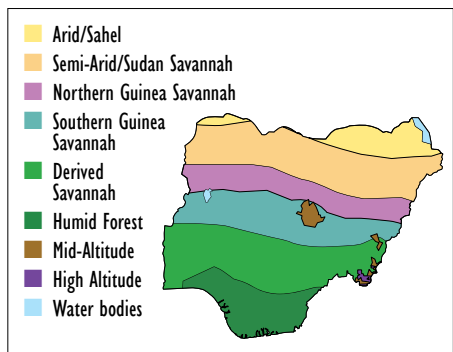 Arid/Sahel
Semi-Arid/Sudan Savannah
Northern Guinea Savannah
Southern Guinea
Savannah
Derived
Savannah
Humid Forest
Mid-Altitude
High Altitude
Water bodies